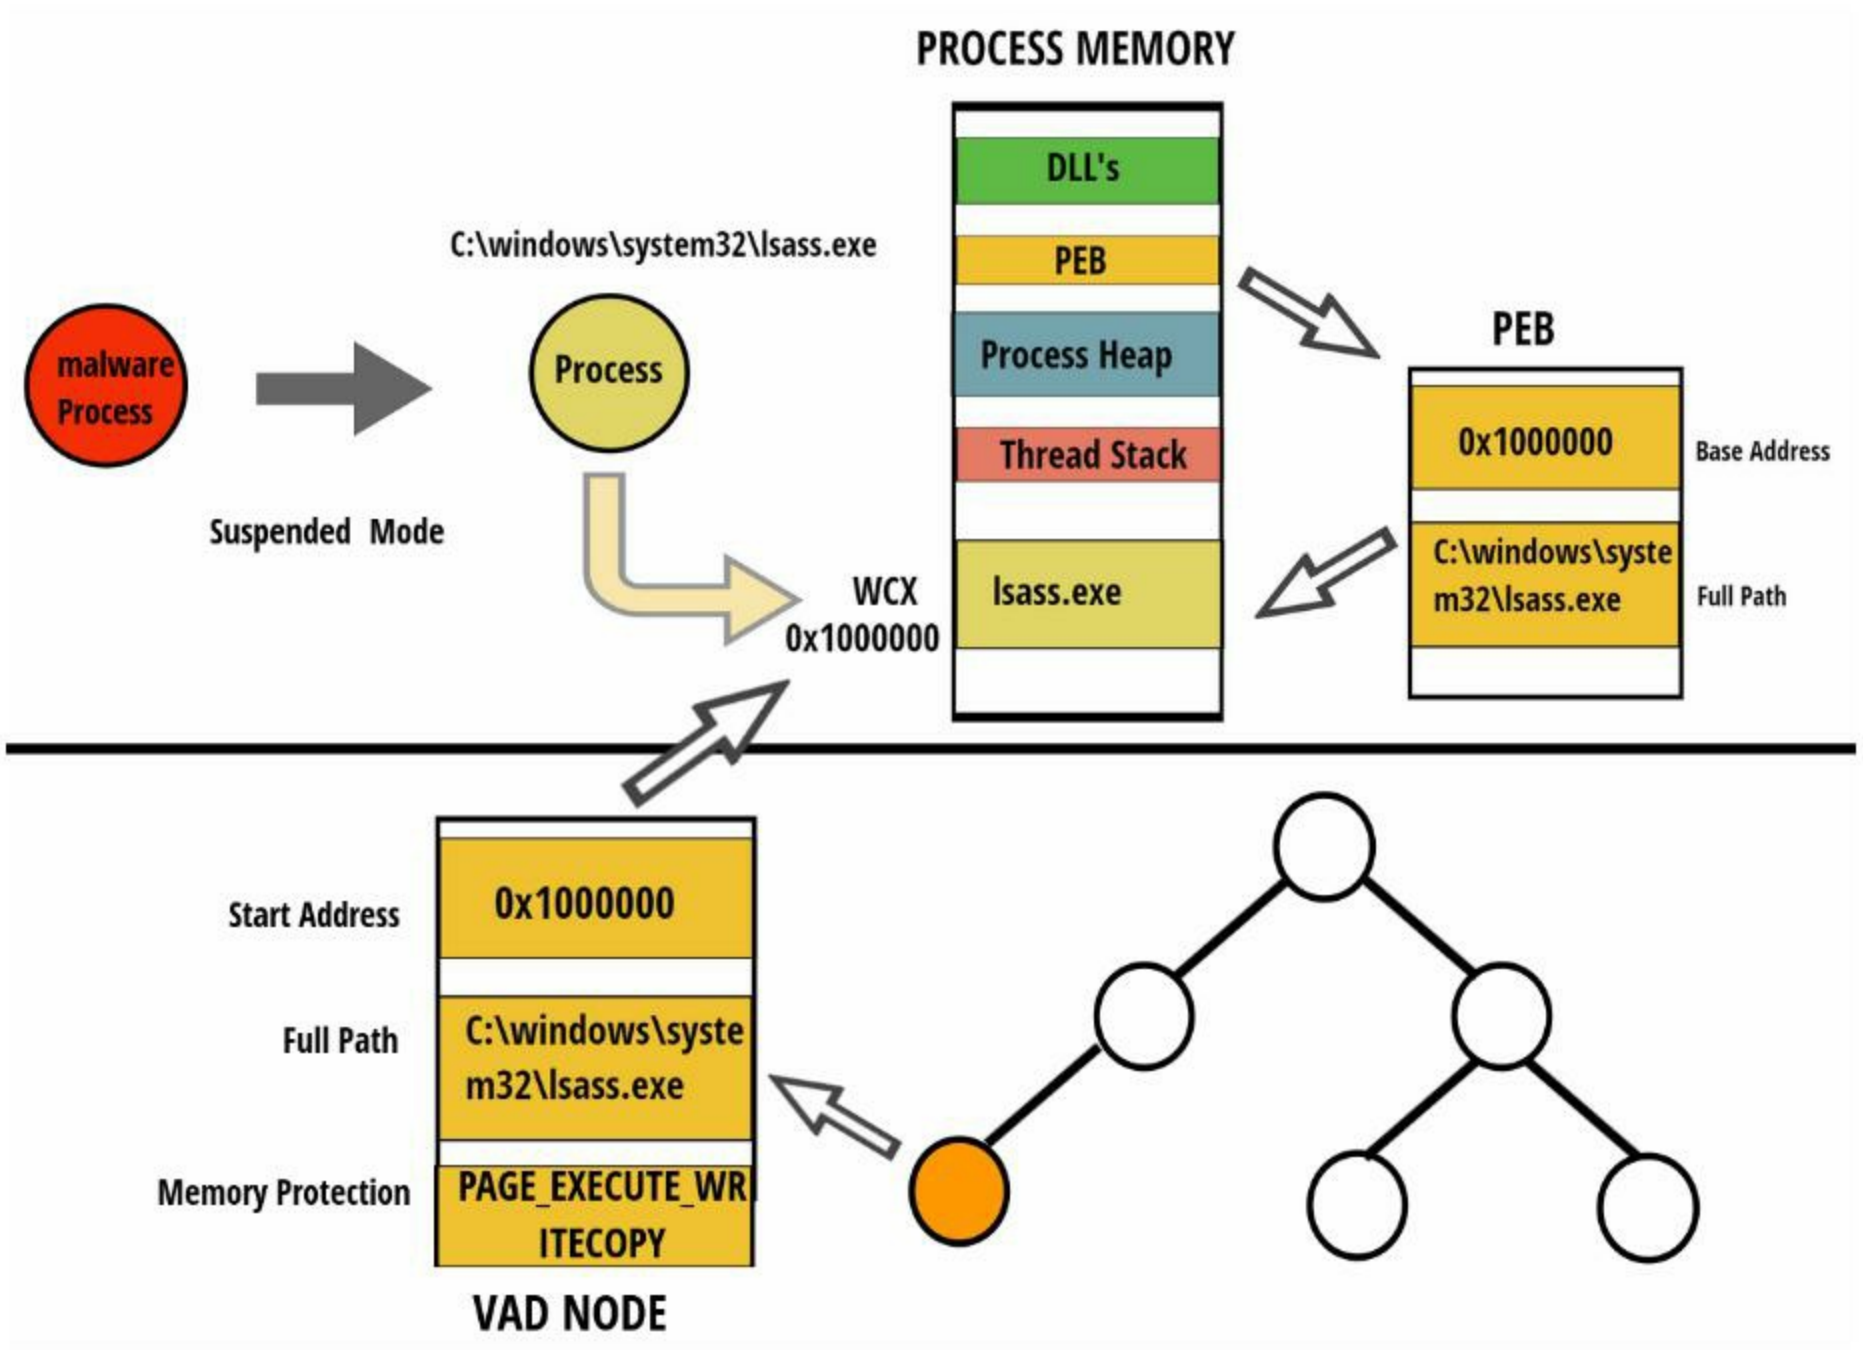 PROCESS MEMORY
DLL's
C:\windows\system32\lsass.exe
PEB
malware
Process
Process
Process Heap
PEB
Thread Stack
0x1000000
Base Address
Suspended Mode
C:\windows\syste
m32\lsass.exe
Full Path
WCX
0x1000000
lsass.exe
Start Address
0x1000000
Full Path
C:\windows\syste
m32\lsass.exe
Memory Protection
PAGE_EXECUTE_WR
ITECOPY
VAD NODE